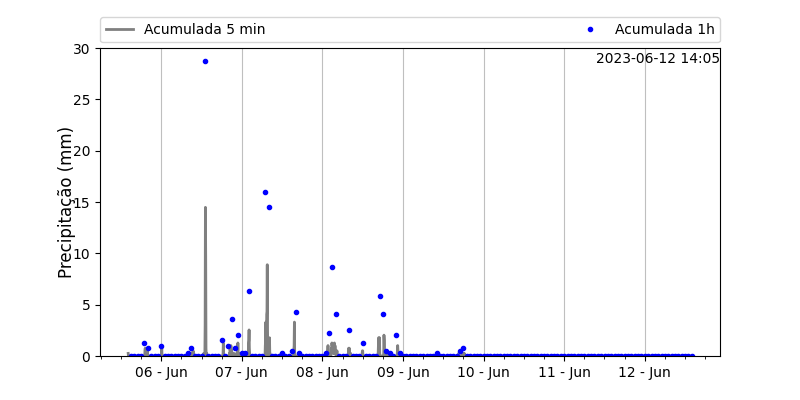 Acumulada 5 min
Acumulada 1h
2023-06-12 14:05
Precipitação (mm)
30
25
20
15
10
5
0
06 - Jun
07 - Jun
08 - Jun
09 - Jun
10 - Jun
11 - Jun
12 - Jun